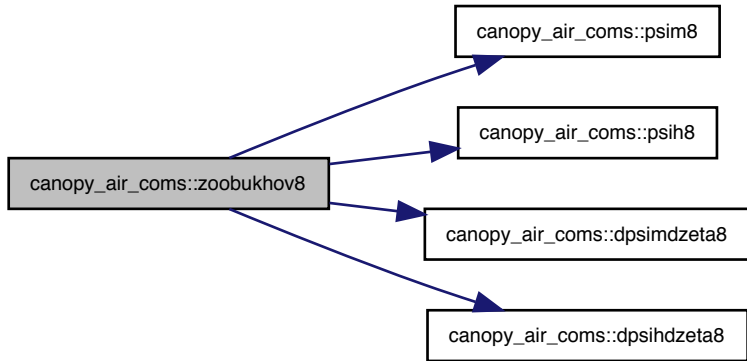 canopy_air_coms::psim8
canopy_air_coms::psih8
canopy_air_coms::zoobukhov8
canopy_air_coms::dpsimdzeta8
canopy_air_coms::dpsihdzeta8